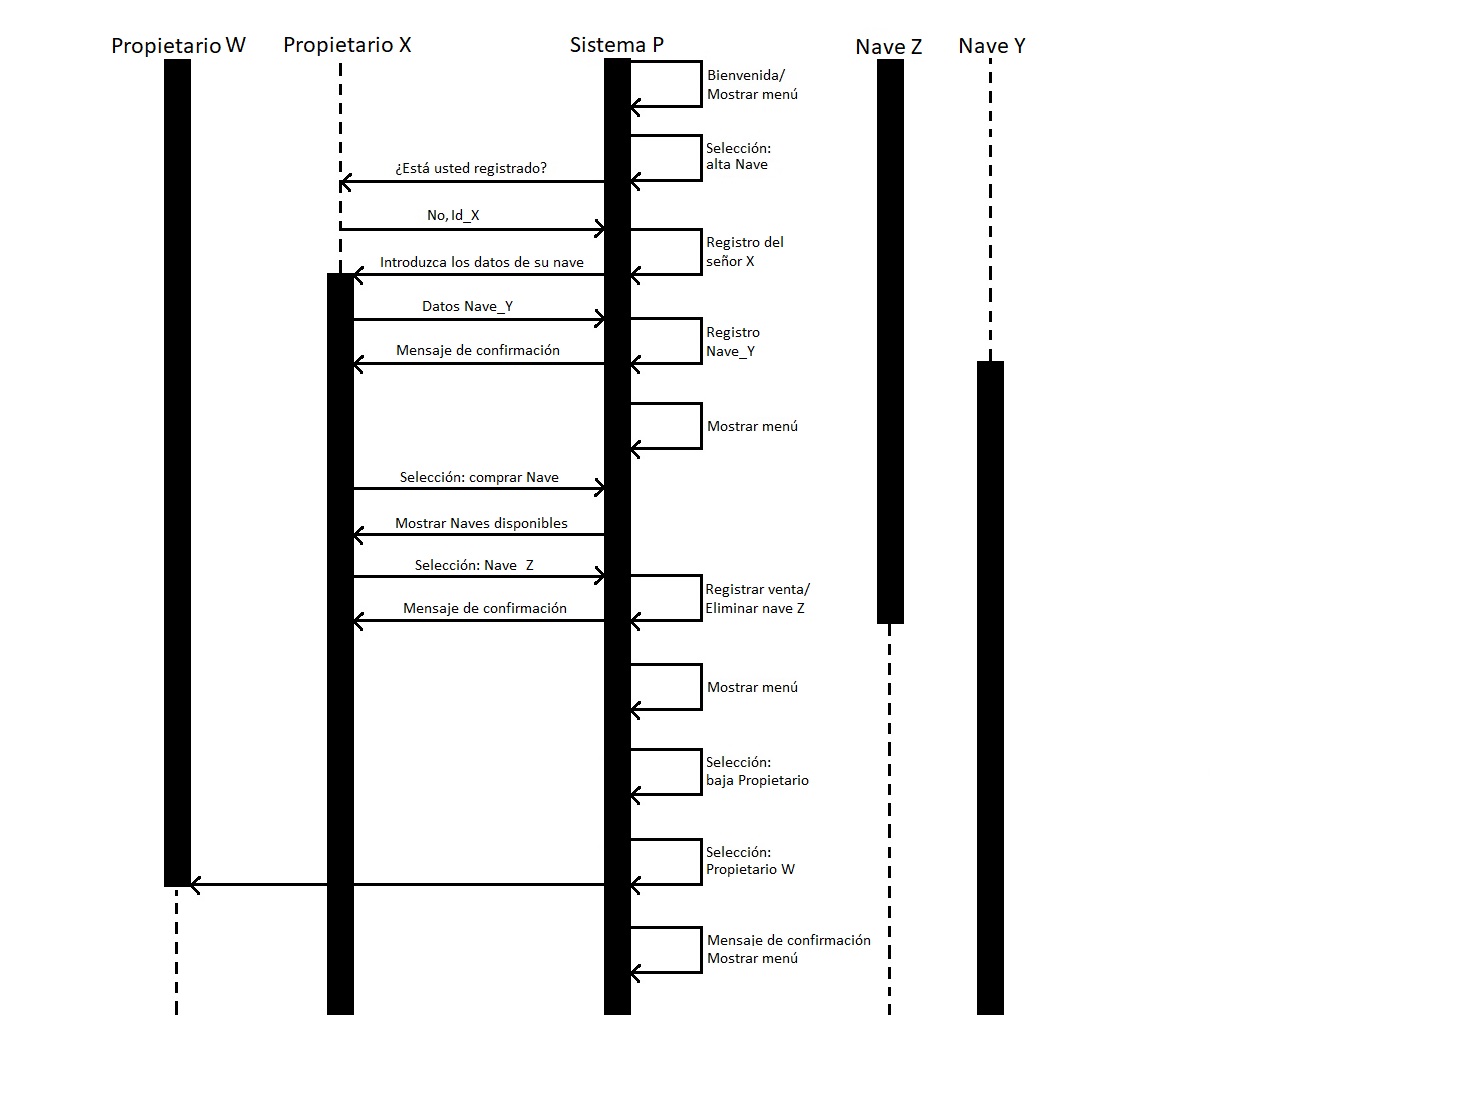 Propietario W
Propietario X
Sistema P
Nave Z
Nave Y
Bienvenida/
Mostrar menú
Selección:
alta Nave
¿Está usted registrado?
No, Id_X
Registro del
señor X
Introduzca los datos de su nave
Datos Nave_Y
Registro
Nave_Y
Mensaje de confirmación
Mostrar menú
Selección: comprar Nave
Mostrar Naves disponibles
Selección: Nave Z
Registrar venta/
Eliminar nave Z
Mensaje de confirmación
Mostrar menú
Selección:
baja Propietario
Selección:
Propietario W
Mensaje de confirmación
Mostrar menú